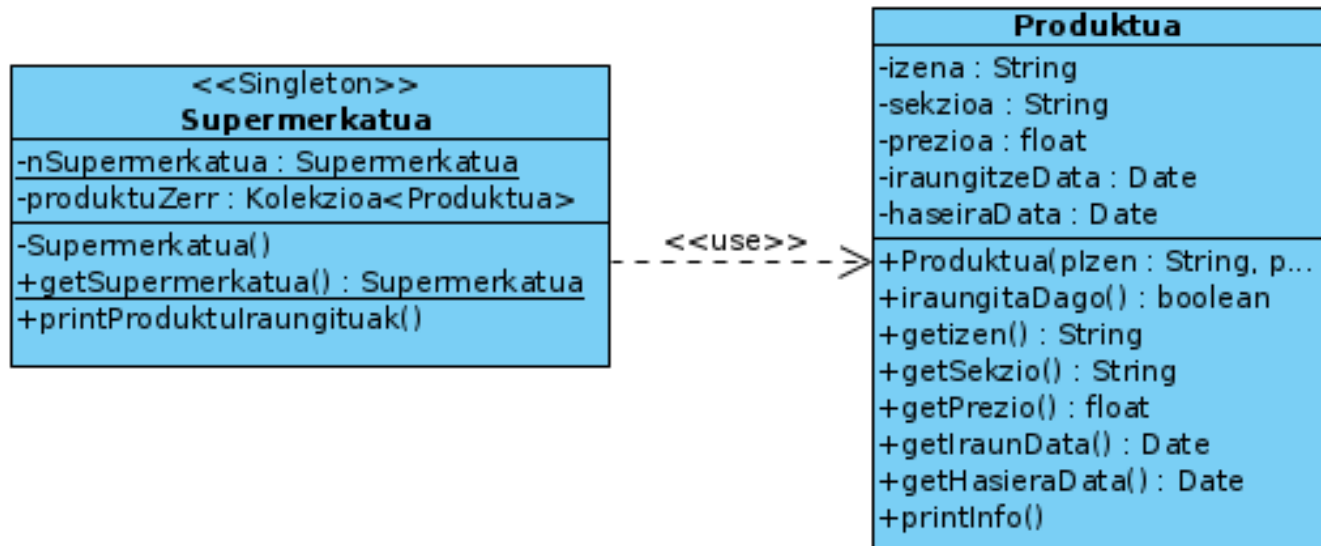 <<Singleton>>
Supermerkatua
-nSupermerkatua : Supermerkatua
-produktuZerr : Kolekzioa<Produktua>
-Supermerkatua()
+getSupermerkatua() : Supermerkatua
+printProduktuIraungituak()
<<use>>
Produktua
-izena : String
-sekzioa : String
-prezioa : float
-iraungitzeData : Date
-haseiraData : Date
+Produktua(pIzen : String, p...
+iraungitaDago() : boolean
+getizen() : String
+getSekzio() : String
+getPrezio() : float
+getIraunData() : Date
+getHasieraData() : Date
+printInfo()